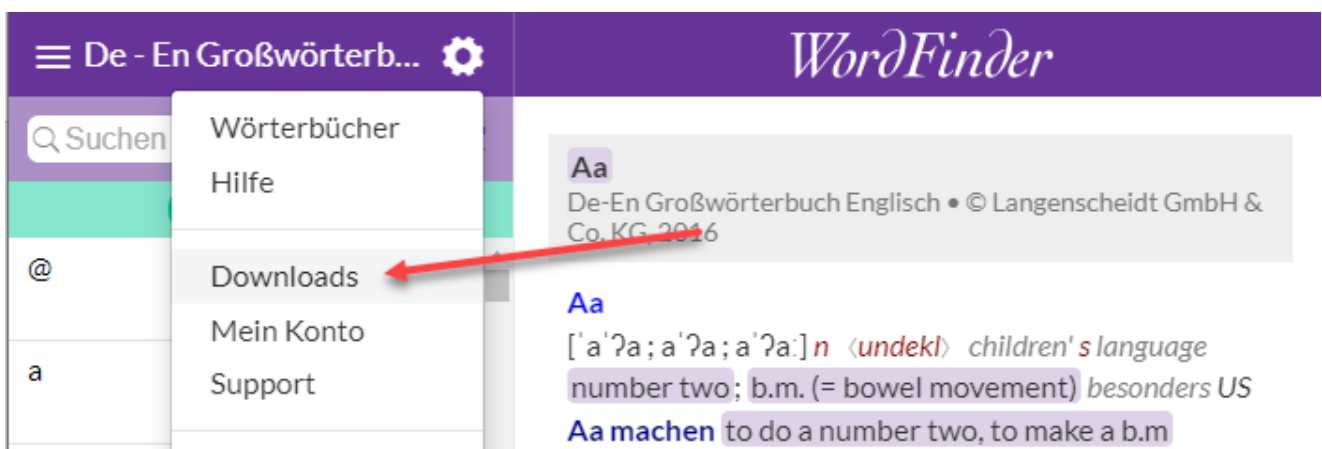 De - En Großwörterb...
WordFinder
Suchen
Wörterbücher
Hilfe
Downloads
Mein Konto
Support
@
a
Aa
De-En Großwörterbuch Englisch • © Langenscheidt GmbH &
Co. KG, 2016
Aa
[ˈaˈʔa; aˈʔa; aˈʔaː] n 〈undekl〉 children's language
number two; b.m. (= bowel movement) besonders US
Aa machen to do a number two, to make a b.m